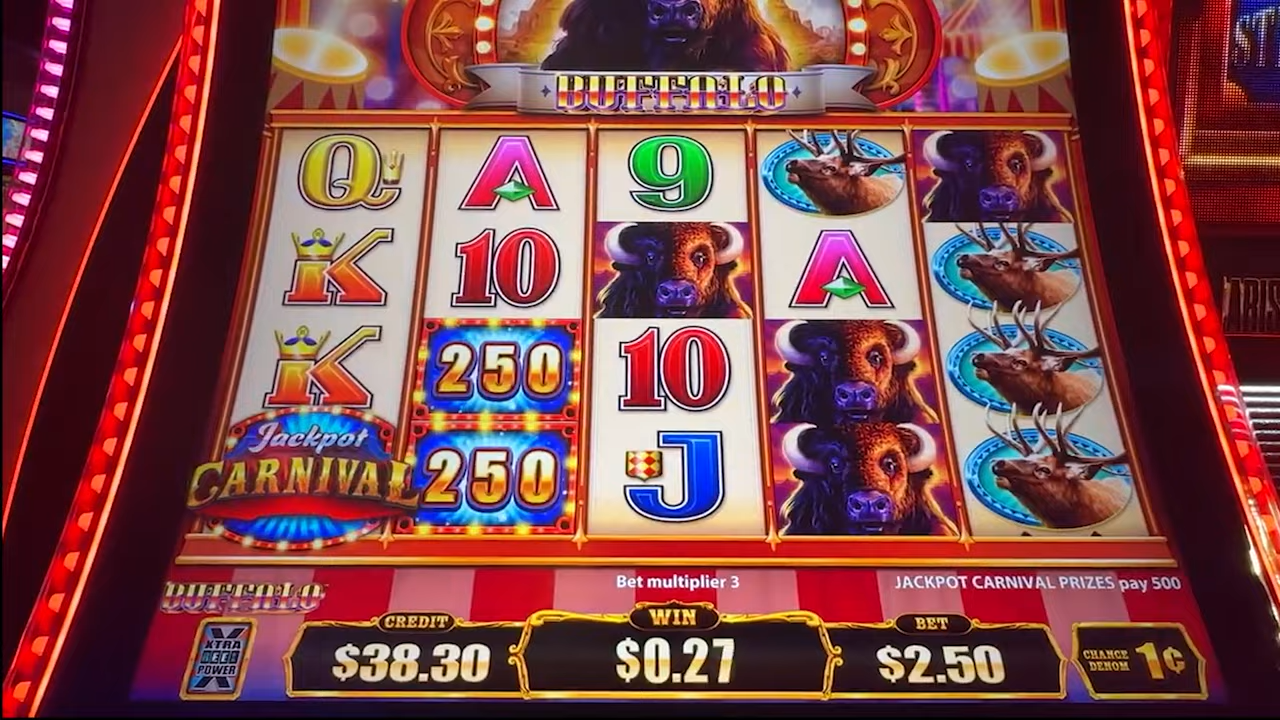 BUFFALO
Q A 9
K 10 A
K 250 10
Jackpot
CARNIVAL 250 J
Bet multiplier 3
JACKPOT CARNIVAL PRIZES pay 500
BUFFALO
XTRA
REEL
POWER
CREDIT
$38.30
WIN
$0.27
BET
$2.50
CHANGE
DENOM
1¢